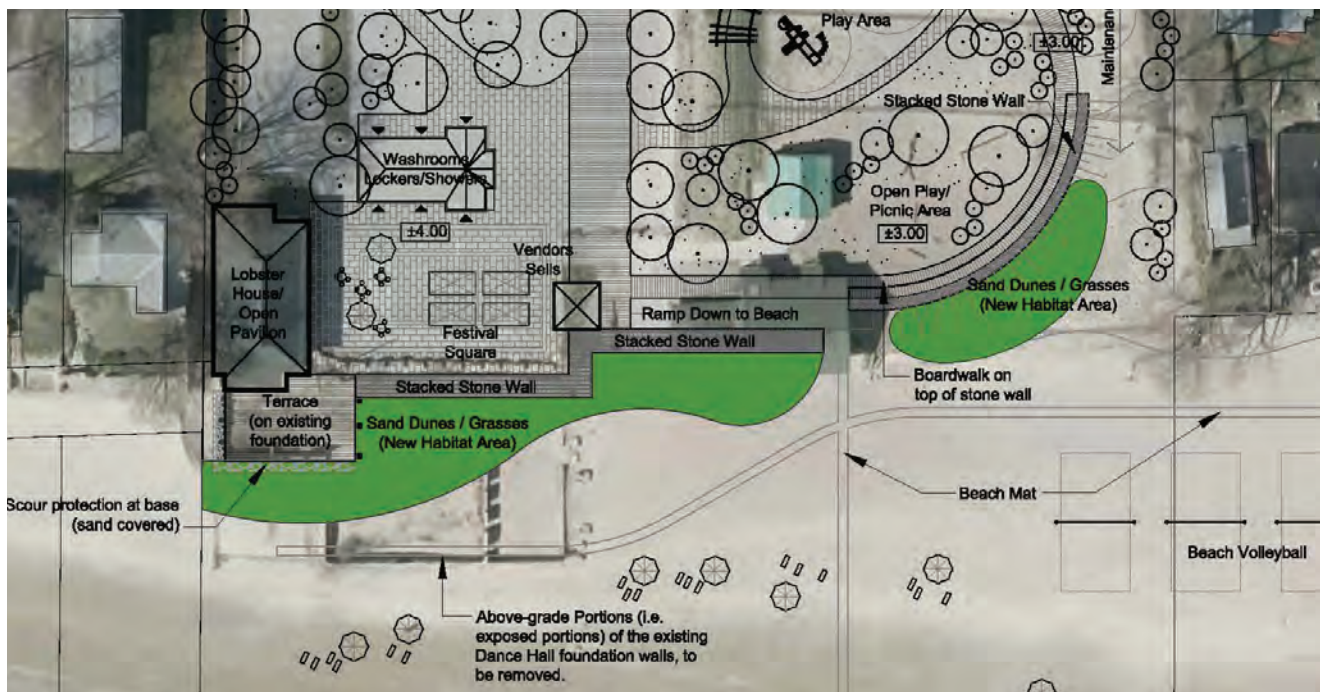 Play Area
±3.00
Maintenance
Stacked Stone Wall
Washrooms
Lockers/Showers
Open Play/
Picnic Area
±3.00
±4.00
Vendors
Sells
Lobster
House/
Open
Pavilion
Sand Dunes / Grasses
(New Habitat Area)
Ramp Down to Beach
Festival
Square
Stacked Stone Wall
Stacked Stone Wall
Boardwalk on
top of stone wall
Terrace
(on existing
foundation)
Sand Dunes / Grasses
(New Habitat Area)
Scour protection at base
(sand covered)
Beach Mat
Beach Volleyball
Above-grade Portions (i.e.
exposed portions) of the existing
Dance Hall foundation walls, to
be removed.